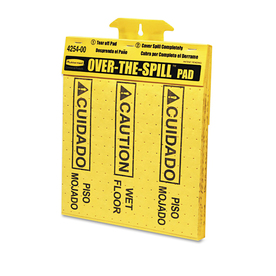 1 Tear off Pad
Desprenda el Paño
2 Cover Spill Completely
Cubra por Completo el Derrame
4254-00
OVER-THE-SPILL PAD
CUIDADO
PISO
MOJADO
CAUTION
WET
FLOOR
CUIDADO
PISO
MOJADO